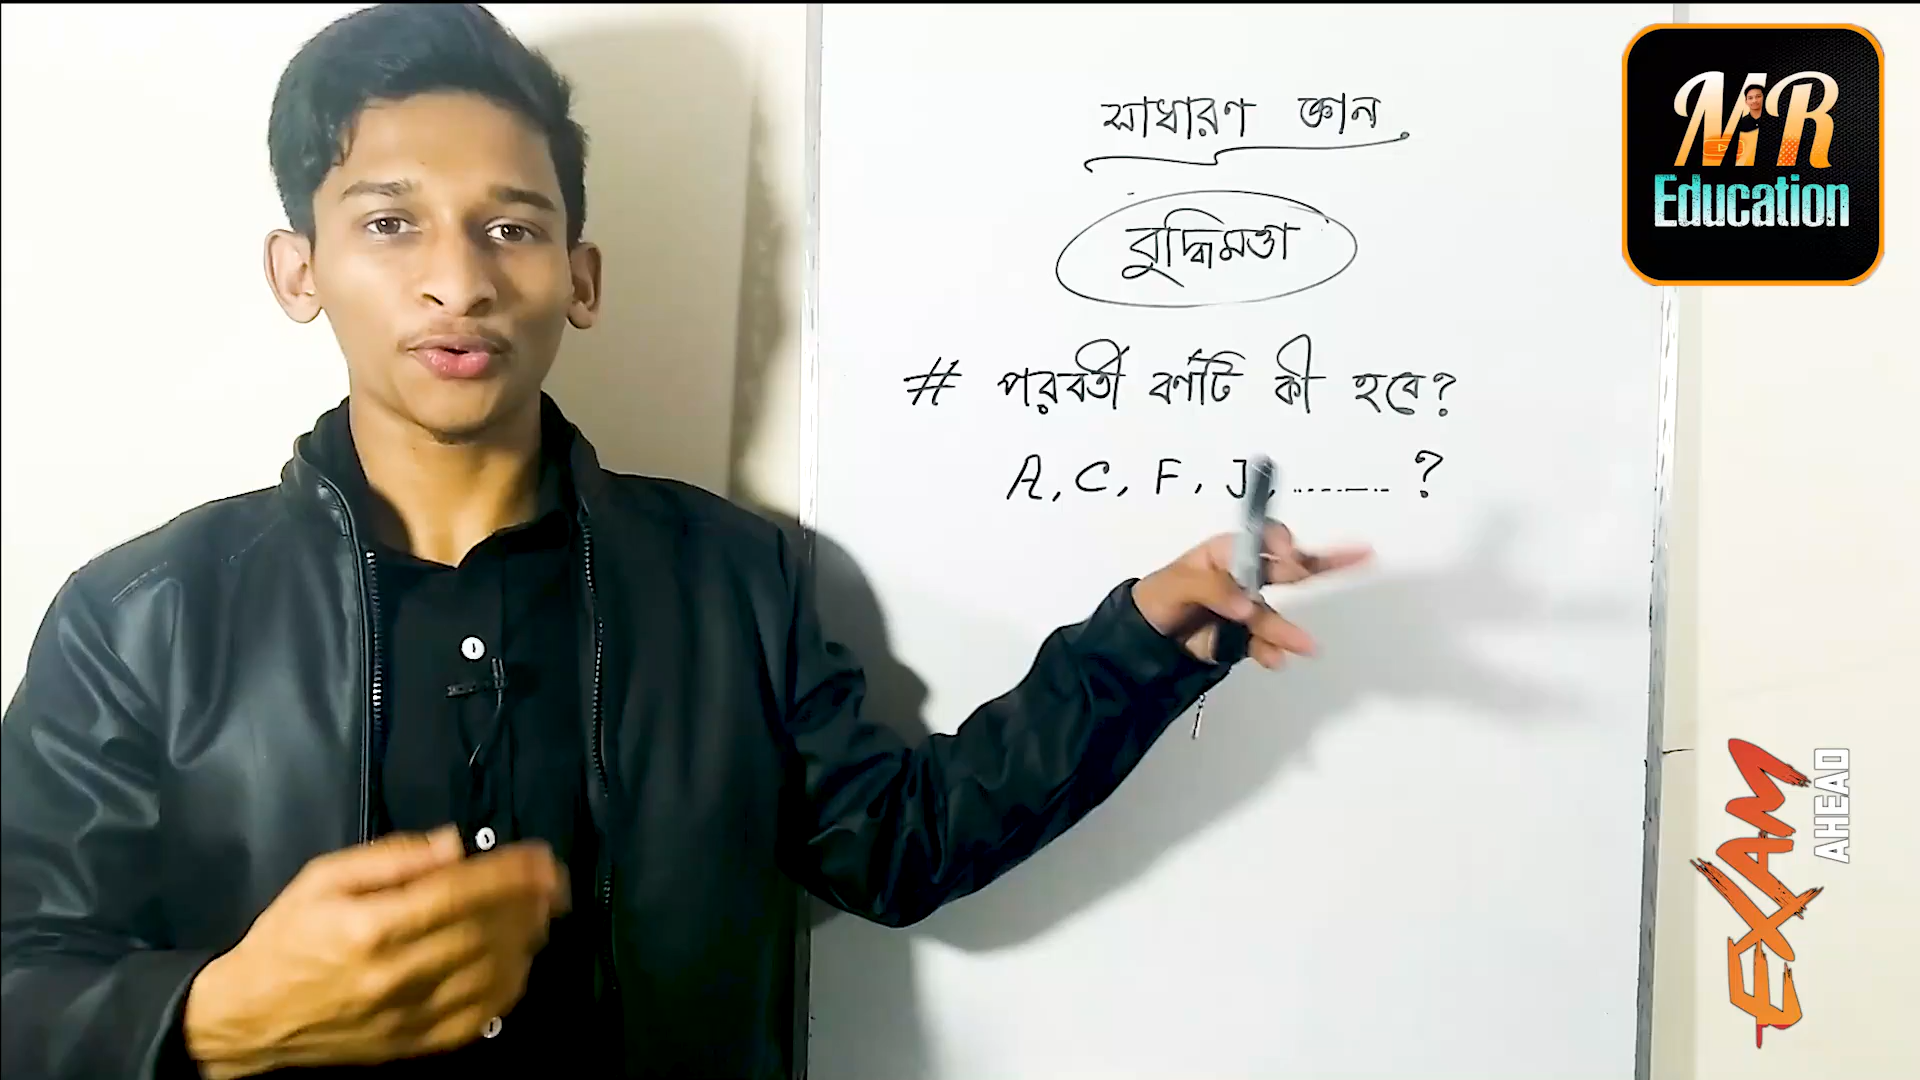 সাধারণ জ্ঞান
বুদ্ধিমত্তা
# পরবর্তী বর্ণটি কী হবে?
A, C, F, J, ........ ?
MR
Education
EXAM
AHEAD